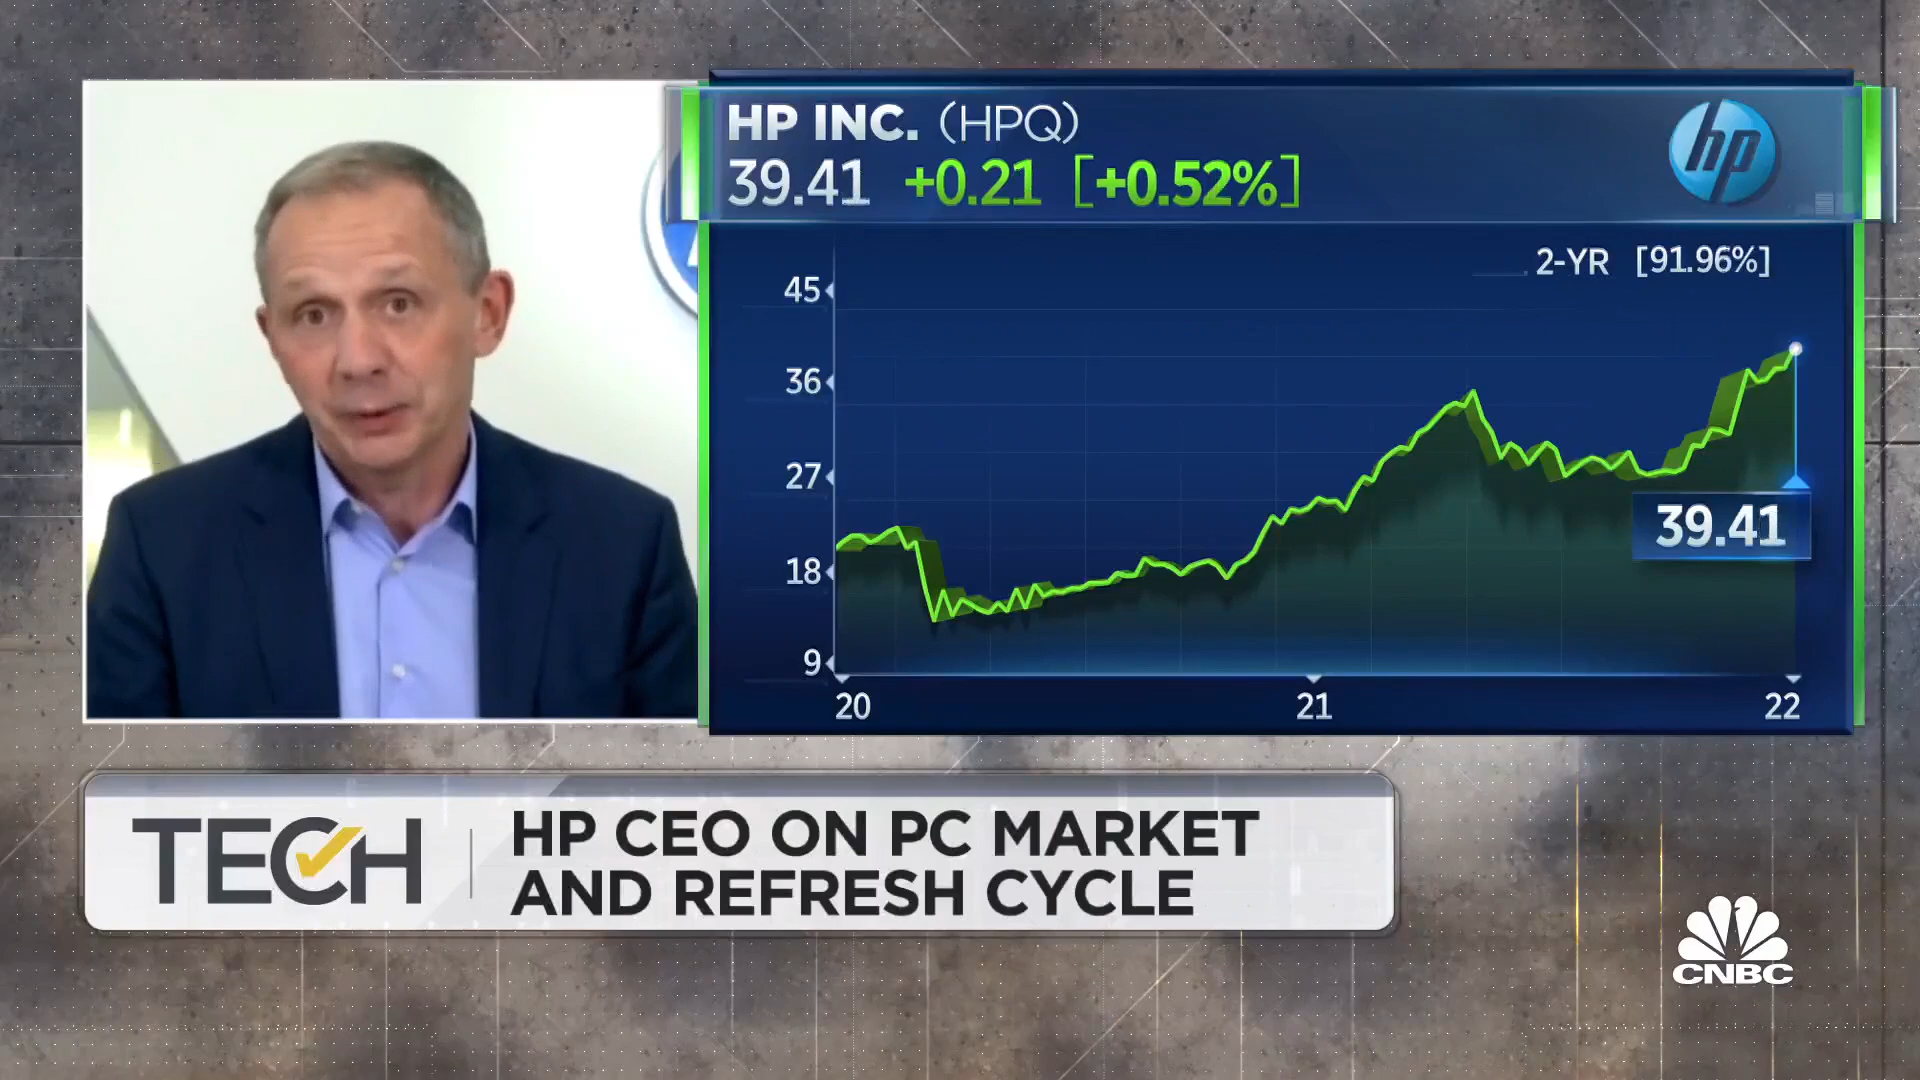 HP INC. (HPQ)
39.41 +0.21 [+0.52%]
hp
2-YR [91.96%]
45
36
27
18
9
39.41
20 21 22
TECH
HP CEO ON PC MARKET
AND REFRESH CYCLE
CNBC